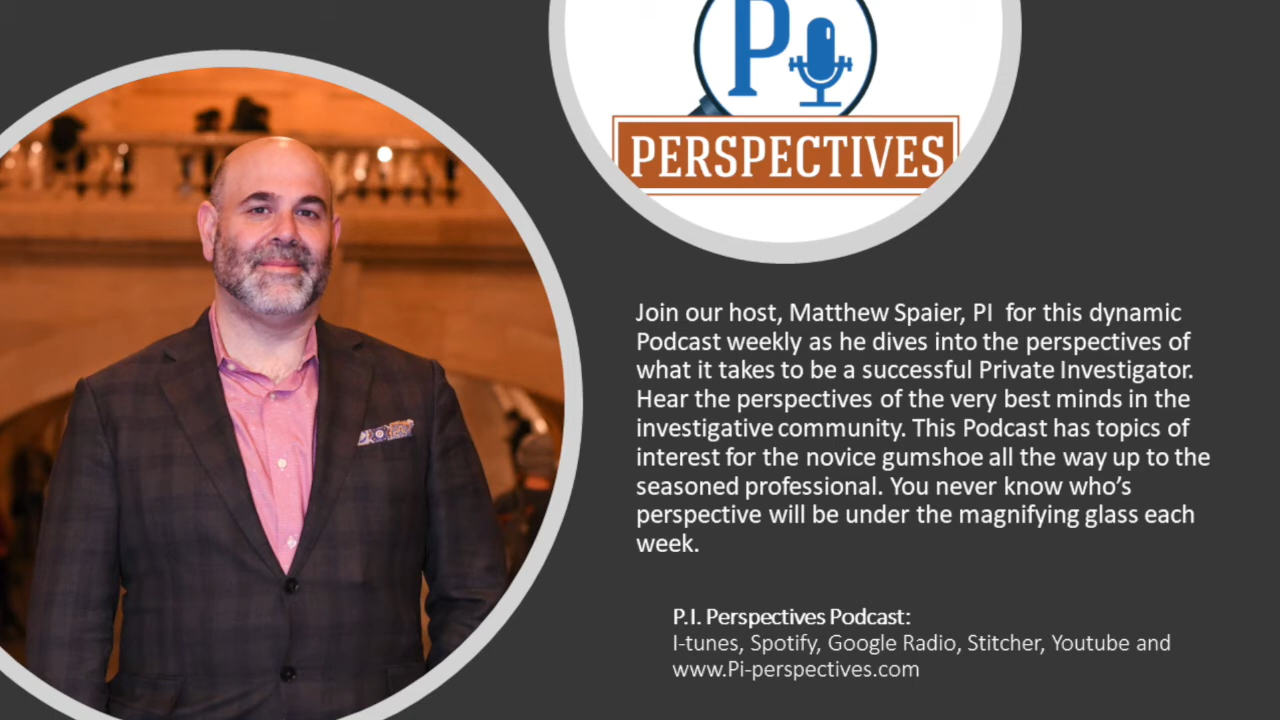 Pi
PERSPECTIVES
Join our host, Matthew Spaier, PI  for this dynamic
Podcast weekly as he dives into the perspectives of
what it takes to be a successful Private Investigator.
Hear the perspectives of the very best minds in the
investigative community. This Podcast has topics of
interest for the novice gumshoe all the way up to the
seasoned professional. You never know who’s
perspective will be under the magnifying glass each
week.
P.I. Perspectives Podcast:
I-tunes, Spotify, Google Radio, Stitcher, Youtube and
www.Pi-perspectives.com